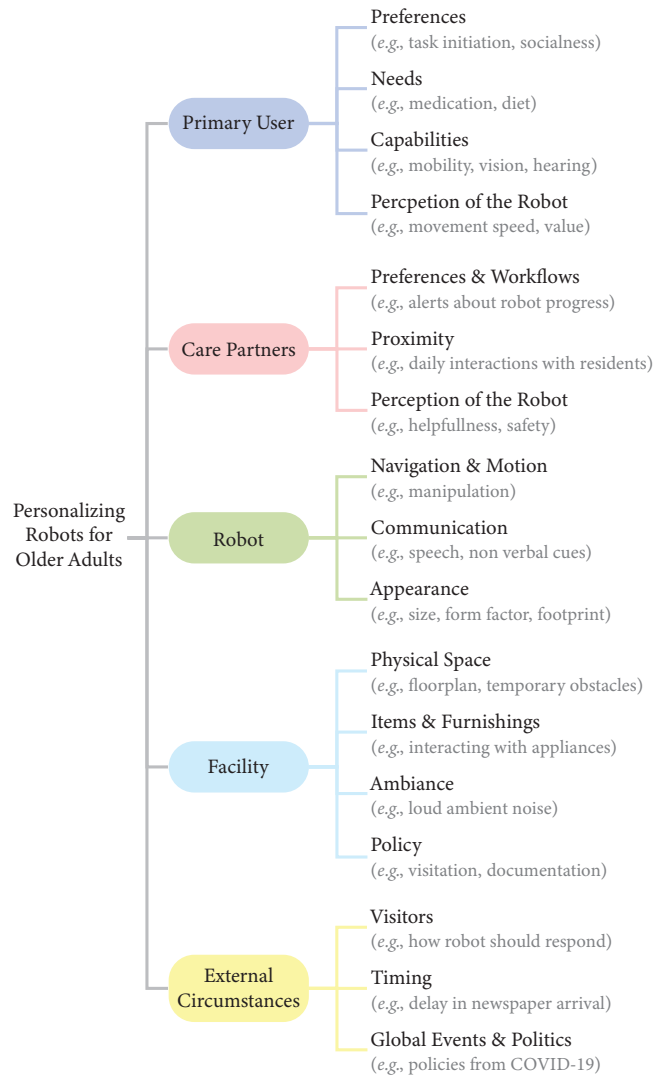 Personalizing
Robots for
Older Adults
Primary User
Preferences
(e.g., task initiation, socialness)
Needs
(e.g., medication, diet)
Capabilities
(e.g., mobility, vision, hearing)
Percpetion of the Robot
(e.g., movement speed, value)
Care Partners
Preferences & Workflows
(e.g., alerts about robot progress)
Proximity
(e.g., daily interactions with residents)
Perception of the Robot
(e.g., helpfullness, safety)
Robot
Navigation & Motion
(e.g., manipulation)
Communication
(e.g., speech, non verbal cues)
Appearance
(e.g., size, form factor, footprint)
Facility
Physical Space
(e.g., floorplan, temporary obstacles)
Items & Furnishings
(e.g., interacting with appliances)
Ambiance
(e.g., loud ambient noise)
Policy
(e.g., visitation, documentation)
External
Circumstances
Visitors
(e.g., how robot should respond)
Timing
(e.g., delay in newspaper arrival)
Global Events & Politics
(e.g., policies from COVID-19)